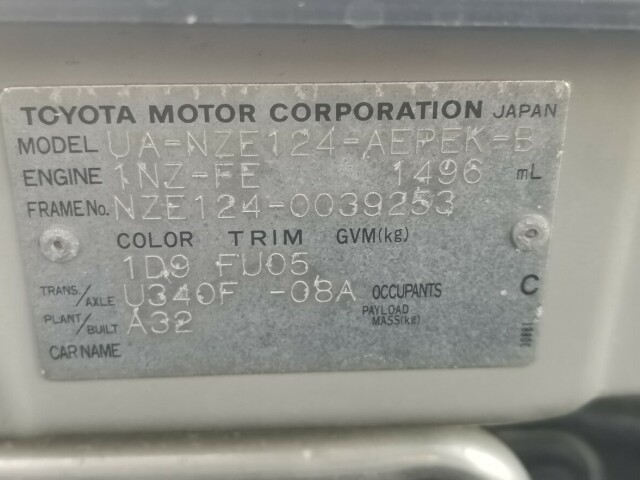 TOYOTA MOTOR CORPORATION JAPAN
MODEL UA-NZE124-AEPEK-B
ENGINE 1NZ-FE 1496 mL
FRAME No. NZE124-0039253
COLOR TRIM GVM(kg)
1D9 FU05
TRANS/AXLE U340F -08A OCCUPANTS C
PLANT/BUILT A32 PAYLOAD MASS(kg)
CAR NAME